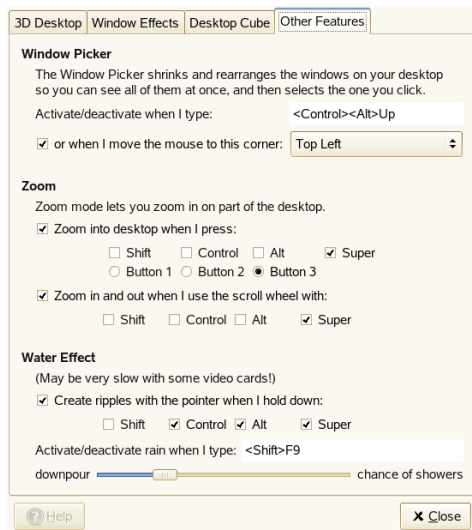 3D Desktop Window Effects Desktop Cube Other Features
Window Picker
The Window Picker shrinks and rearranges the windows on your desktop
so you can see all of them at once, and then selects the one you click.
Activate/deactivate when I type: <Control><Alt>Up
or when I move the mouse to this corner: Top Left
Zoom
Zoom mode lets you zoom in on part of the desktop.
Zoom into desktop when I press:
Shift Control Alt Super
Button 1 Button 2 Button 3
Zoom in and out when I use the scroll wheel with:
Shift Control Alt Super
Water Effect
(May be very slow with some video cards!)
Create ripples with the pointer when I hold down:
Shift Control Alt Super
Activate/deactivate rain when I type: <Shift>F9
downpour chance of showers
Help Close